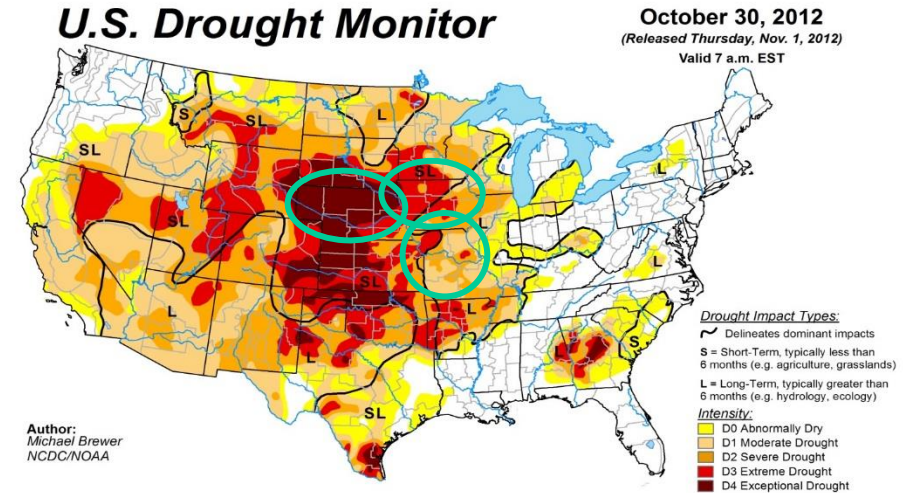 U.S. Drought Monitor
October 30, 2012
(Released Thursday, Nov. 1, 2012)
Valid 7 a.m. EST
S
SL
L
SL
SL
L
SL
L
L
SL
L
L
L
S
L
L
SL
Drought Impact Types:
Delineates dominant impacts
S = Short-Term, typically less than
6 months (e.g. agriculture, grasslands)
L = Long-Term, typically greater than
6 months (e.g. hydrology, ecology)
Intensity:
D0 Abnormally Dry
D1 Moderate Drought
D2 Severe Drought
D3 Extreme Drought
D4 Exceptional Drought
Author:
Michael Brewer
NCDC/NOAA